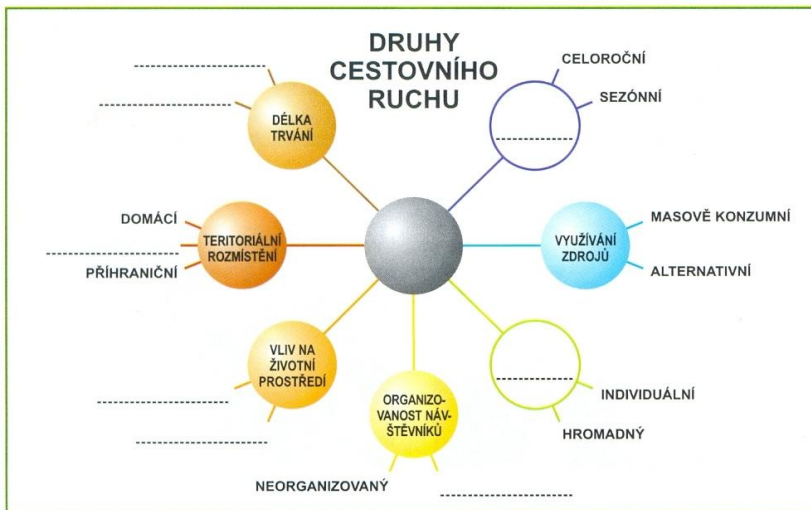 DRUHY
CESTOVNÍHO
RUCHU
CELOROČNÍ
SEZÓNNÍ
DÉLKA
TRVÁNÍ
DOMÁCÍ
TERITORIÁLNÍ
ROZMÍSTĚNÍ
PŘÍHRANIČNÍ
VYUŽÍVÁNÍ
ZDROJŮ
MASOVĚ KONZUMNÍ
ALTERNATIVNÍ
VLIV NA
ŽIVOTNÍ
PROSTŘEDÍ
ORGANIZO-
VANOST NÁV-
ŠTĚVNÍKŮ
INDIVIDUÁLNÍ
HROMADNÝ
NEORGANIZOVANÝ